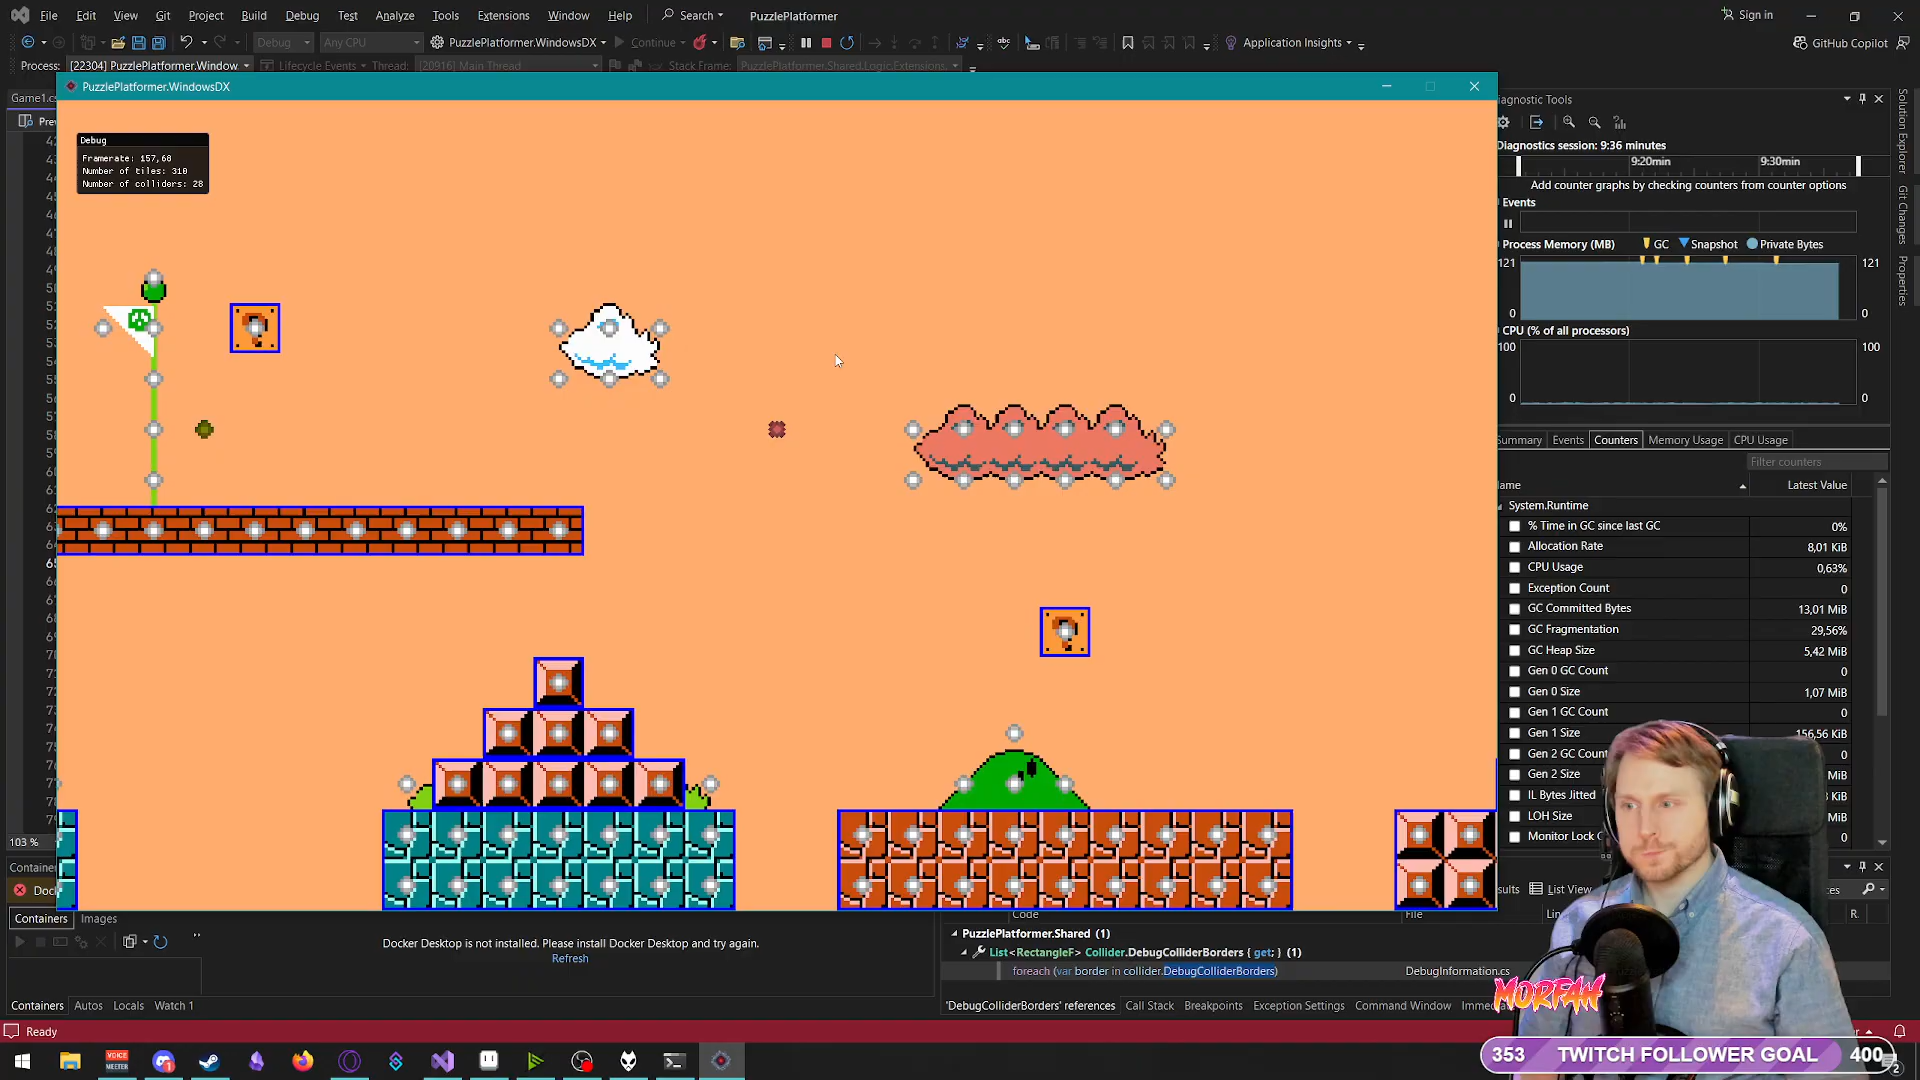 File Edit View Git Project Build Debug Test Analyze Tools Extensions Window Help Search PuzzlePlatformer Sign in
Debug Any CPU PuzzlePlatformer.WindowsDX Continue Application Insights GitHub Copilot
Process: [22304] PuzzlePlatformer.Window Lifecycle Events Thread: [20916] Main Thread Stack Frame: PuzzlePlatformer.Shared.Logic.Extensions.
PuzzlePlatformer.WindowsDX
Debug
Framerate: 157,60
Number of tiles: 310
Number of colliders: 28
Diagnostics session: 9:36 minutes
9:20min 9:30min
Add counter graphs by checking counters from counter options
Events
Process Memory (MB) GC Snapshot Private Bytes
121 121
0 0
CPU (% of all processors)
100 100
0 0
Events Counters Memory Usage CPU Usage
Filter counters
Latest Value
System.Runtime
% Time in GC since last GC 0%
Allocation Rate 8,01 KiB
CPU Usage 0,63%
Exception Count 0
GC Committed Bytes 13,01 MiB
GC Fragmentation 29,56%
GC Heap Size 5,42 MiB
Gen 0 GC Count 0
Gen 0 Size 1,07 MiB
Gen 1 GC Count 0
Gen 1 Size 156,56 KiB
Gen 2 GC Count
Gen 2 Size
IL Bytes Jitted
LOH Size
Monitor Lock
Solution Explorer
Git Changes
Properties
103 %
Containers Images
Docker Desktop is not installed. Please install Docker Desktop and try again.
Refresh
List View
Code File
PuzzlePlatformer.Shared (1)
List<RectangleF> Collider.DebugColliderBorders { get; } (1)
foreach (var border in collider.DebugColliderBorders) DebugInformation.cs
Containers Autos Locals Watch 1
'DebugColliderBorders' references Call Stack Breakpoints Exception Settings Command Window
Ready
MORFAH
VOICE MEETER
353 TWITCH FOLLOWER GOAL 400